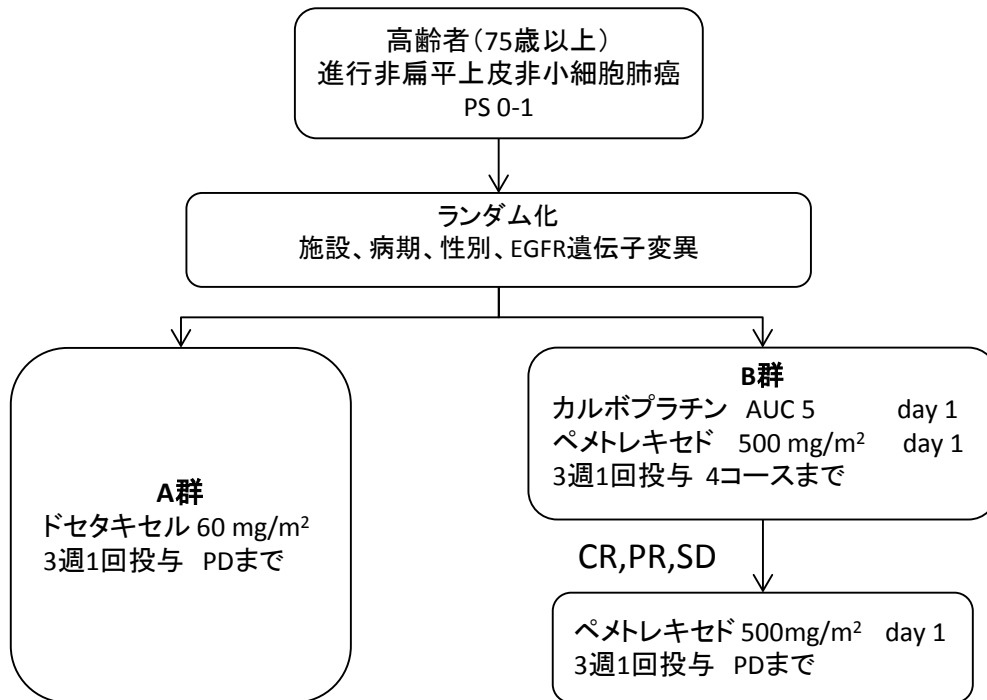 高齢者（75歳以上）
進行非扁平上皮非小細胞肺癌
PS 0-1
ランダム化
施設、病期、性別、EGFR遺伝子変異
A群
ドセタキセル 60 mg/m²
3週1回投与 PDまで
B群
カルボプラチン AUC 5 day 1
ペメトレキセド 500 mg/m² day 1
3週1回投与 4コースまで
CR,PR,SD
ペメトレキセド 500mg/m² day 1
3週1回投与 PDまで